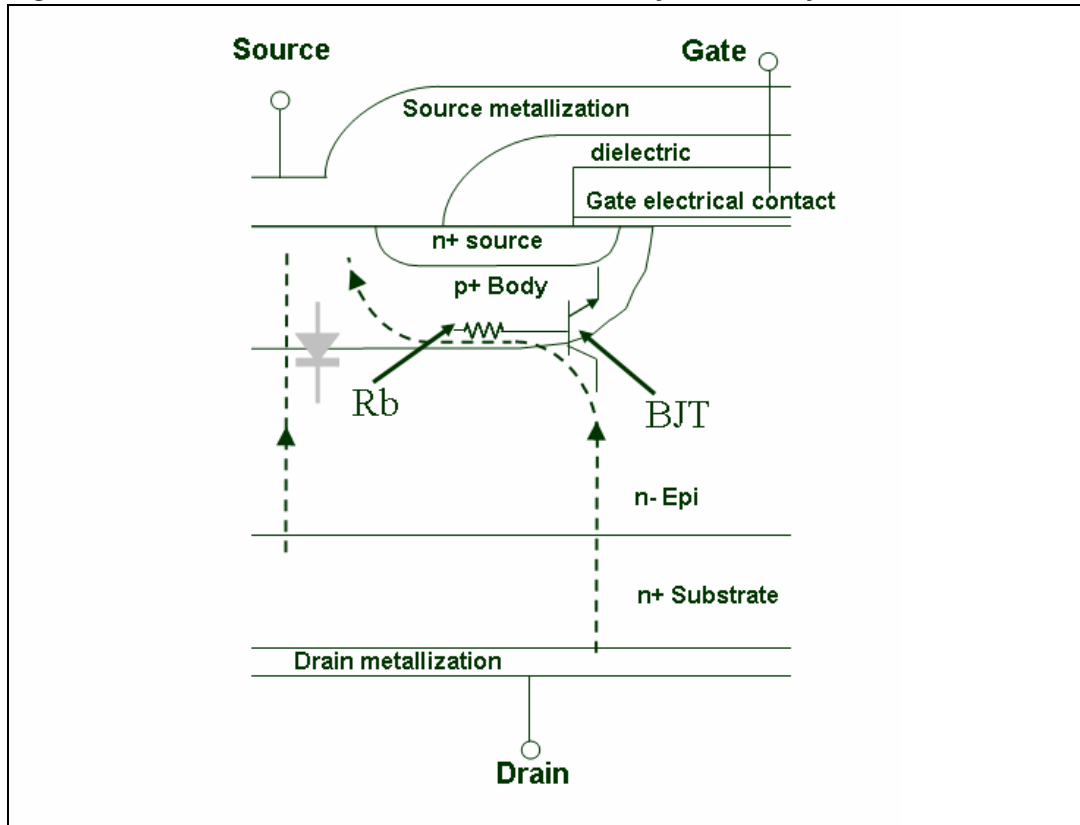 Source
Gate
Source metallization
dielectric
Gate electrical contact
n+ source
p+ Body
Rb
BJT
n- Epi
n+ Substrate
Drain metallization
Drain